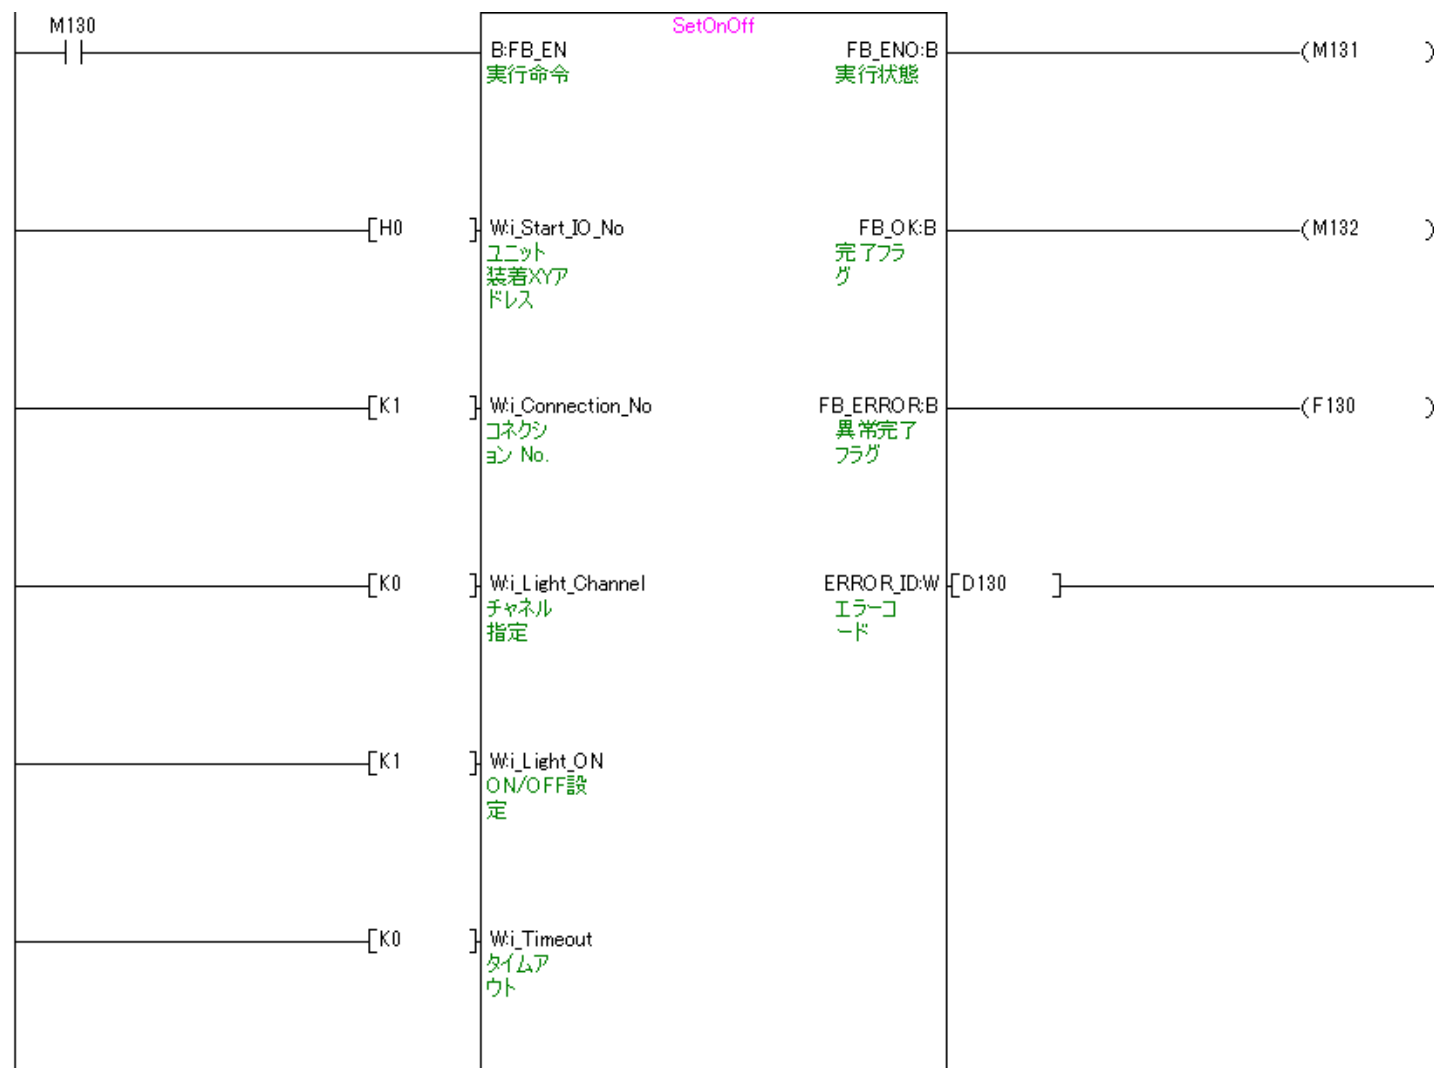 SetOnOff
M130
B:FB_EN
FB_ENO:B
(M131 )
実行命令
実行状態
[H0 ]
W:i_Start_IO_No
FB_OK:B
(M132 )
ユニット
装着XYア
ドレス
完了フラ
グ
[K1 ]
W:i_Connection_No
FB_ERROR:B
(F130 )
コネクシ
ョン No.
異常完了
フラグ
[K0 ]
W:i_Light_Channel
ERROR_ID:W
[D130 ]
チャネル
指定
エラーコ
ード
[K1 ]
W:i_Light_ON
ON/OFF設
定
[K0 ]
W:i_Timeout
タイムア
ウト